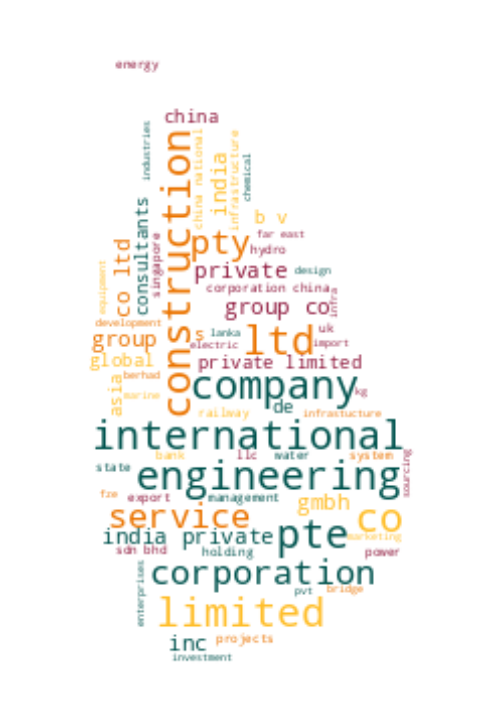 energy
china
industries
construction
china national
india
infrastructure
chemical
consultants
b v
far east
pty
hydro
co ltd
singapore
equipment
private
design
corporation china
group co
infra
development
group
s
lanka
ltd
uk
electric
import
global
private limited
asia
berhad
company
kg
marine
de
railway
infrastucture
international
bank
llc
water
system
sourcing
state
engineering
fze
export
management
gmbh
service
co
india private
pte
marketing
sdn bhd
holding
power
enterprises
corporation
pvt
bridge
limited
inc
projects
investment